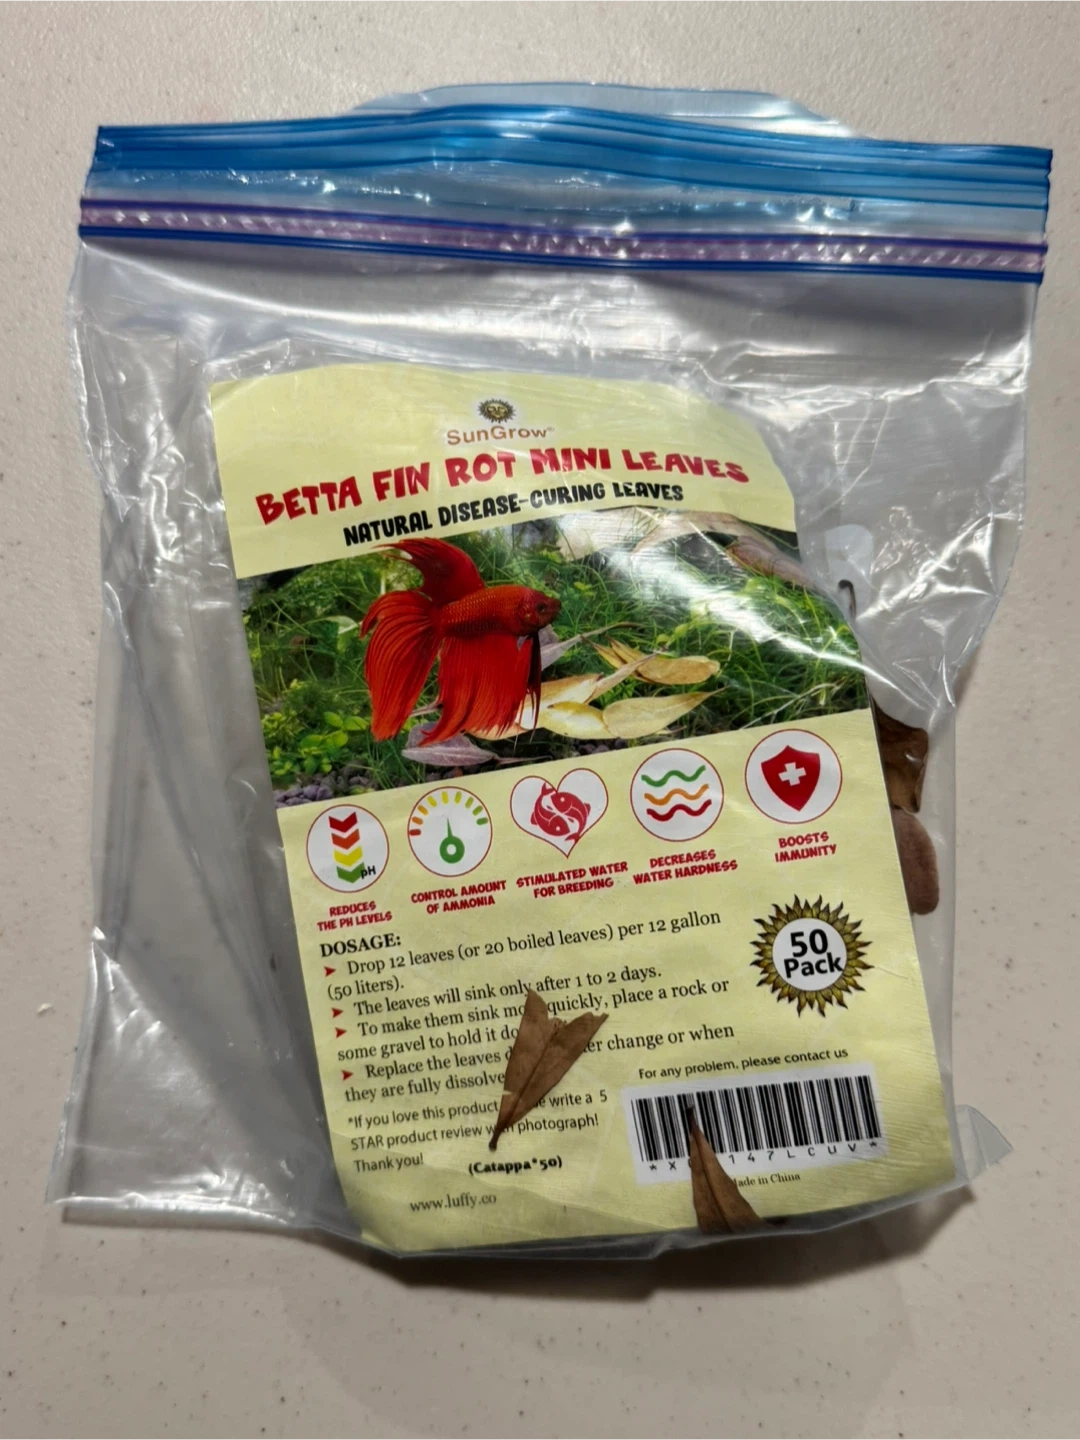 SunGrow®
BETTA FIN ROT MINI LEAVES
NATURAL DISEASE-CURING LEAVES
pH
REDUCES
THE PH LEVELS
CONTROL AMOUNT
OF AMMONIA
STIMULATED WATER
FOR BREEDING
DECREASES
WATER HARDNESS
BOOSTS
IMMUNITY
DOSAGE:
➤ Drop 12 leaves (or 20 boiled leaves) per 12 gallon
(50 liters).
➤ The leaves will sink only after 1 to 2 days.
➤ To make them sink quickly, place a rock or
some gravel to hold it
➤ Replace the leaves change or when
they are fully
50
Pack
*If you love this product write a 5
STAR product review photograph!
Thank you!
(Catappa*50)
www.luffy.co
For any problem, please contact us
147LCUV*
in China